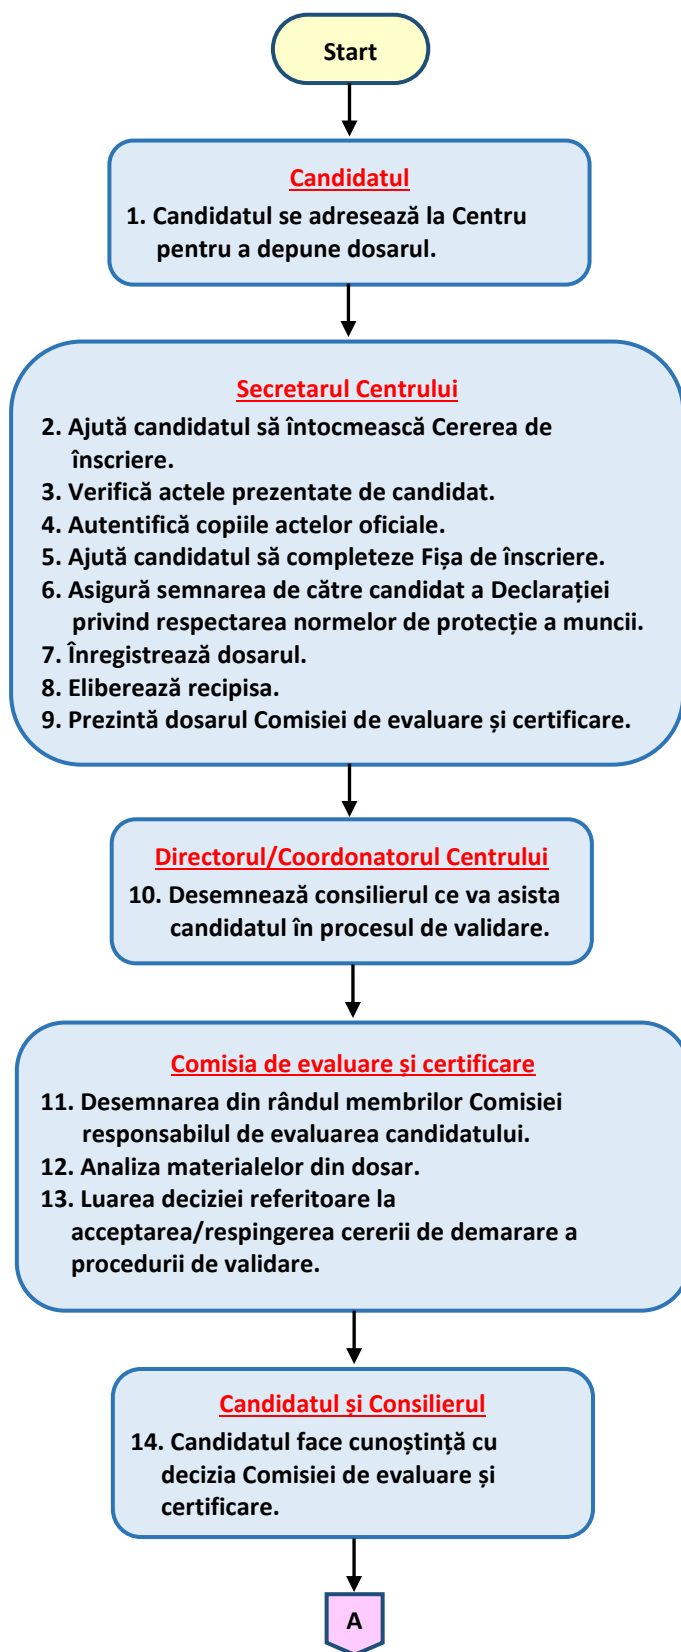 Start
Candidatul
1. Candidatul se adresează la Centru
pentru a depune dosarul.
Secretarul Centrului
2. Ajută candidatul să întocmească Cererea de
înscriere.
3. Verifică actele prezentate de candidat.
4. Autentifică copiile actelor oficiale.
5. Ajută candidatul să completeze Fișa de înscriere.
6. Asigură semnarea de către candidat a Declarației
privind respectarea normelor de protecție a muncii.
7. Înregistrează dosarul.
8. Eliberează recipisa.
9. Prezintă dosarul Comisiei de evaluare și certificare.
Directorul/Coordonatorul Centrului
10. Desemnează consilierul ce va asista
candidatul în procesul de validare.
Comisia de evaluare și certificare
11. Desemnarea din rândul membrilor Comisiei
responsabilul de evaluarea candidatului.
12. Analiza materialelor din dosar.
13. Luarea deciziei referitoare la
acceptarea/respingerea cererii de demarare a
procedurii de validare.
Candidatul și Consilierul
14. Candidatul face cunoștință cu
decizia Comisiei de evaluare și
certificare.
A